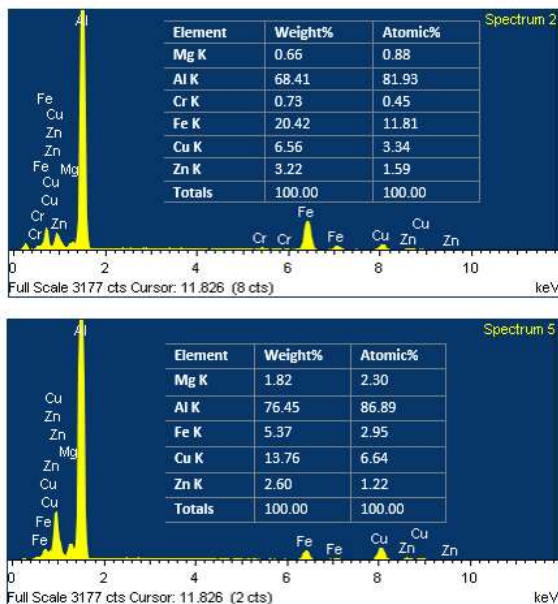 Al
Spectrum 2
Element Weight% Atomic%
Mg K 0.66 0.88
Al K 68.41 81.93
Cr K 0.73 0.45
Fe K 20.42 11.81
Cu K 6.56 3.34
Zn K 3.22 1.59
Totals 100.00 100.00
Fe
Cu
Zn
Zn
Fe Mg
Cu
Cu
Cr Zn
Cr
Cr Cr Fe Fe Cu Zn Cu Zn
0 2 4 6 8 10
Full Scale 3177 cts Cursor: 11.826 (8 cts) keV
Al
Spectrum 5
Element Weight% Atomic%
Mg K 1.82 2.30
Al K 76.45 86.89
Fe K 5.37 2.95
Cu K 13.76 6.64
Zn K 2.60 1.22
Totals 100.00 100.00
Cu
Zn
Zn
Mg
Zn
Cu
Cu
Fe
Fe
Fe Fe Cu Zn Cu Zn
0 2 4 6 8 10
Full Scale 3177 cts Cursor: 11.826 (2 cts) keV